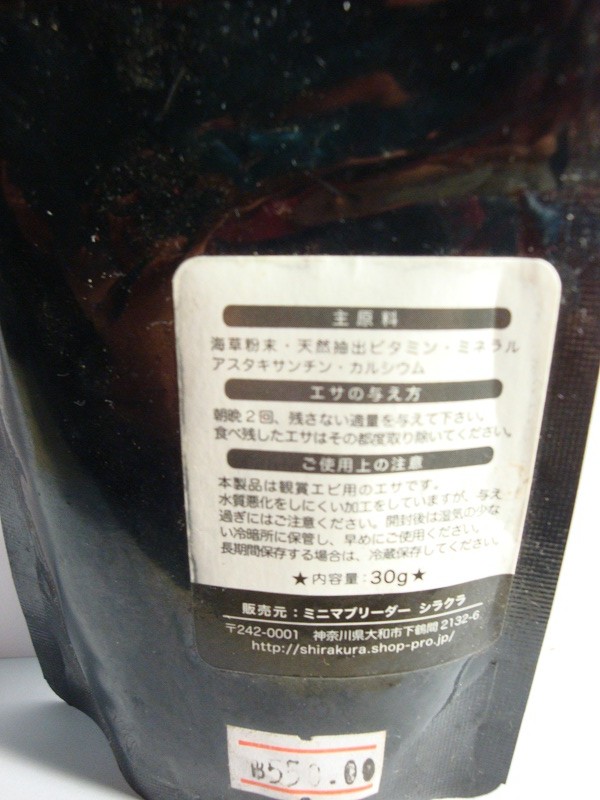 主原料
海草粉末・天然抽出ビタミン・ミネラル
アスタキサンチン・カルシウム
エサの与え方
朝晩2回、残さない適量を与えて下さい。
食べ残したエサはその都度取り除いてください。
ご使用上の注意
本製品は観賞エビ用のエサです。
水質悪化をしにくい加工をしていますが、与え
過ぎにはご注意ください。開封後は湿気の少な
い冷暗所に保管し、早めにご使用ください。
長期間保存する場合は、冷蔵保存してください。
★内容量:30g★
販売元:ミニマブリーダー シラクラ
〒242-0001 神奈川県大和市下鶴間2132-6
http://shirakura.shop-pro.jp/
฿550.00